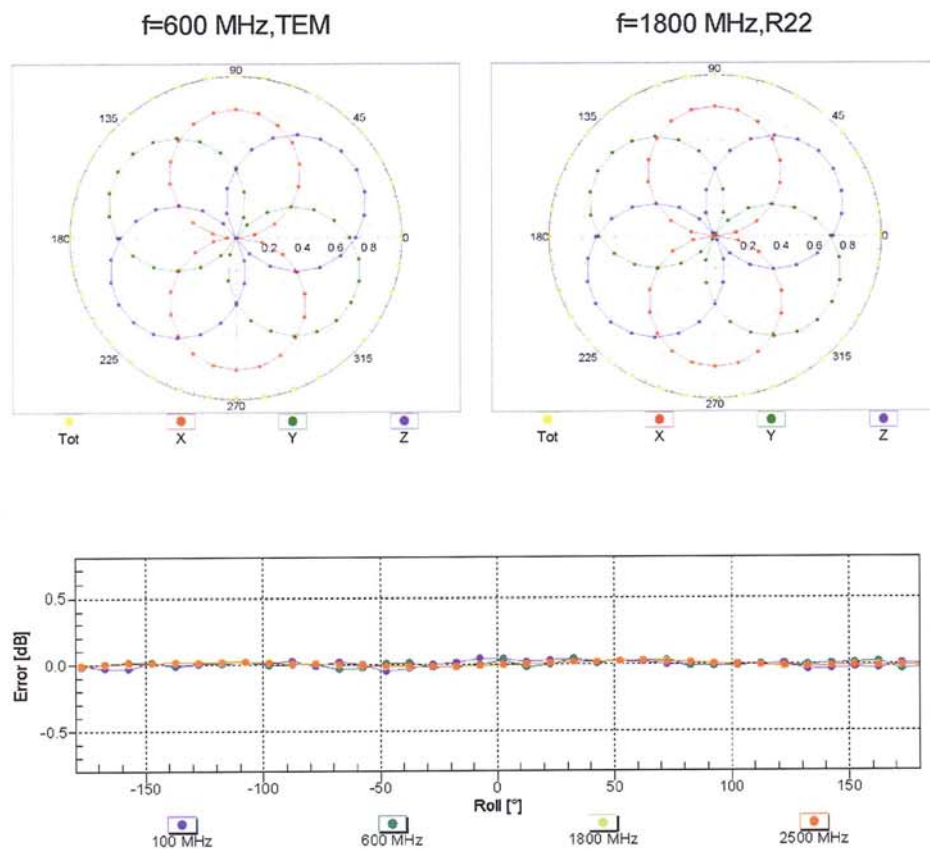 f=600 MHz,TEM
f=1800 MHz,R22
90
135
45
180
0
0.2 0.4 0.6 0.8
225
315
270
Tot X Y Z
90
135
45
180
0
0.2 0.4 0.6 0.8
225
315
270
Tot X Y Z
Error [dB]
0.5
0.0
-0.5
-150 -100 -50 0 50 100 150
Roll [°]
100 MHz 600 MHz 1800 MHz 2500 MHz